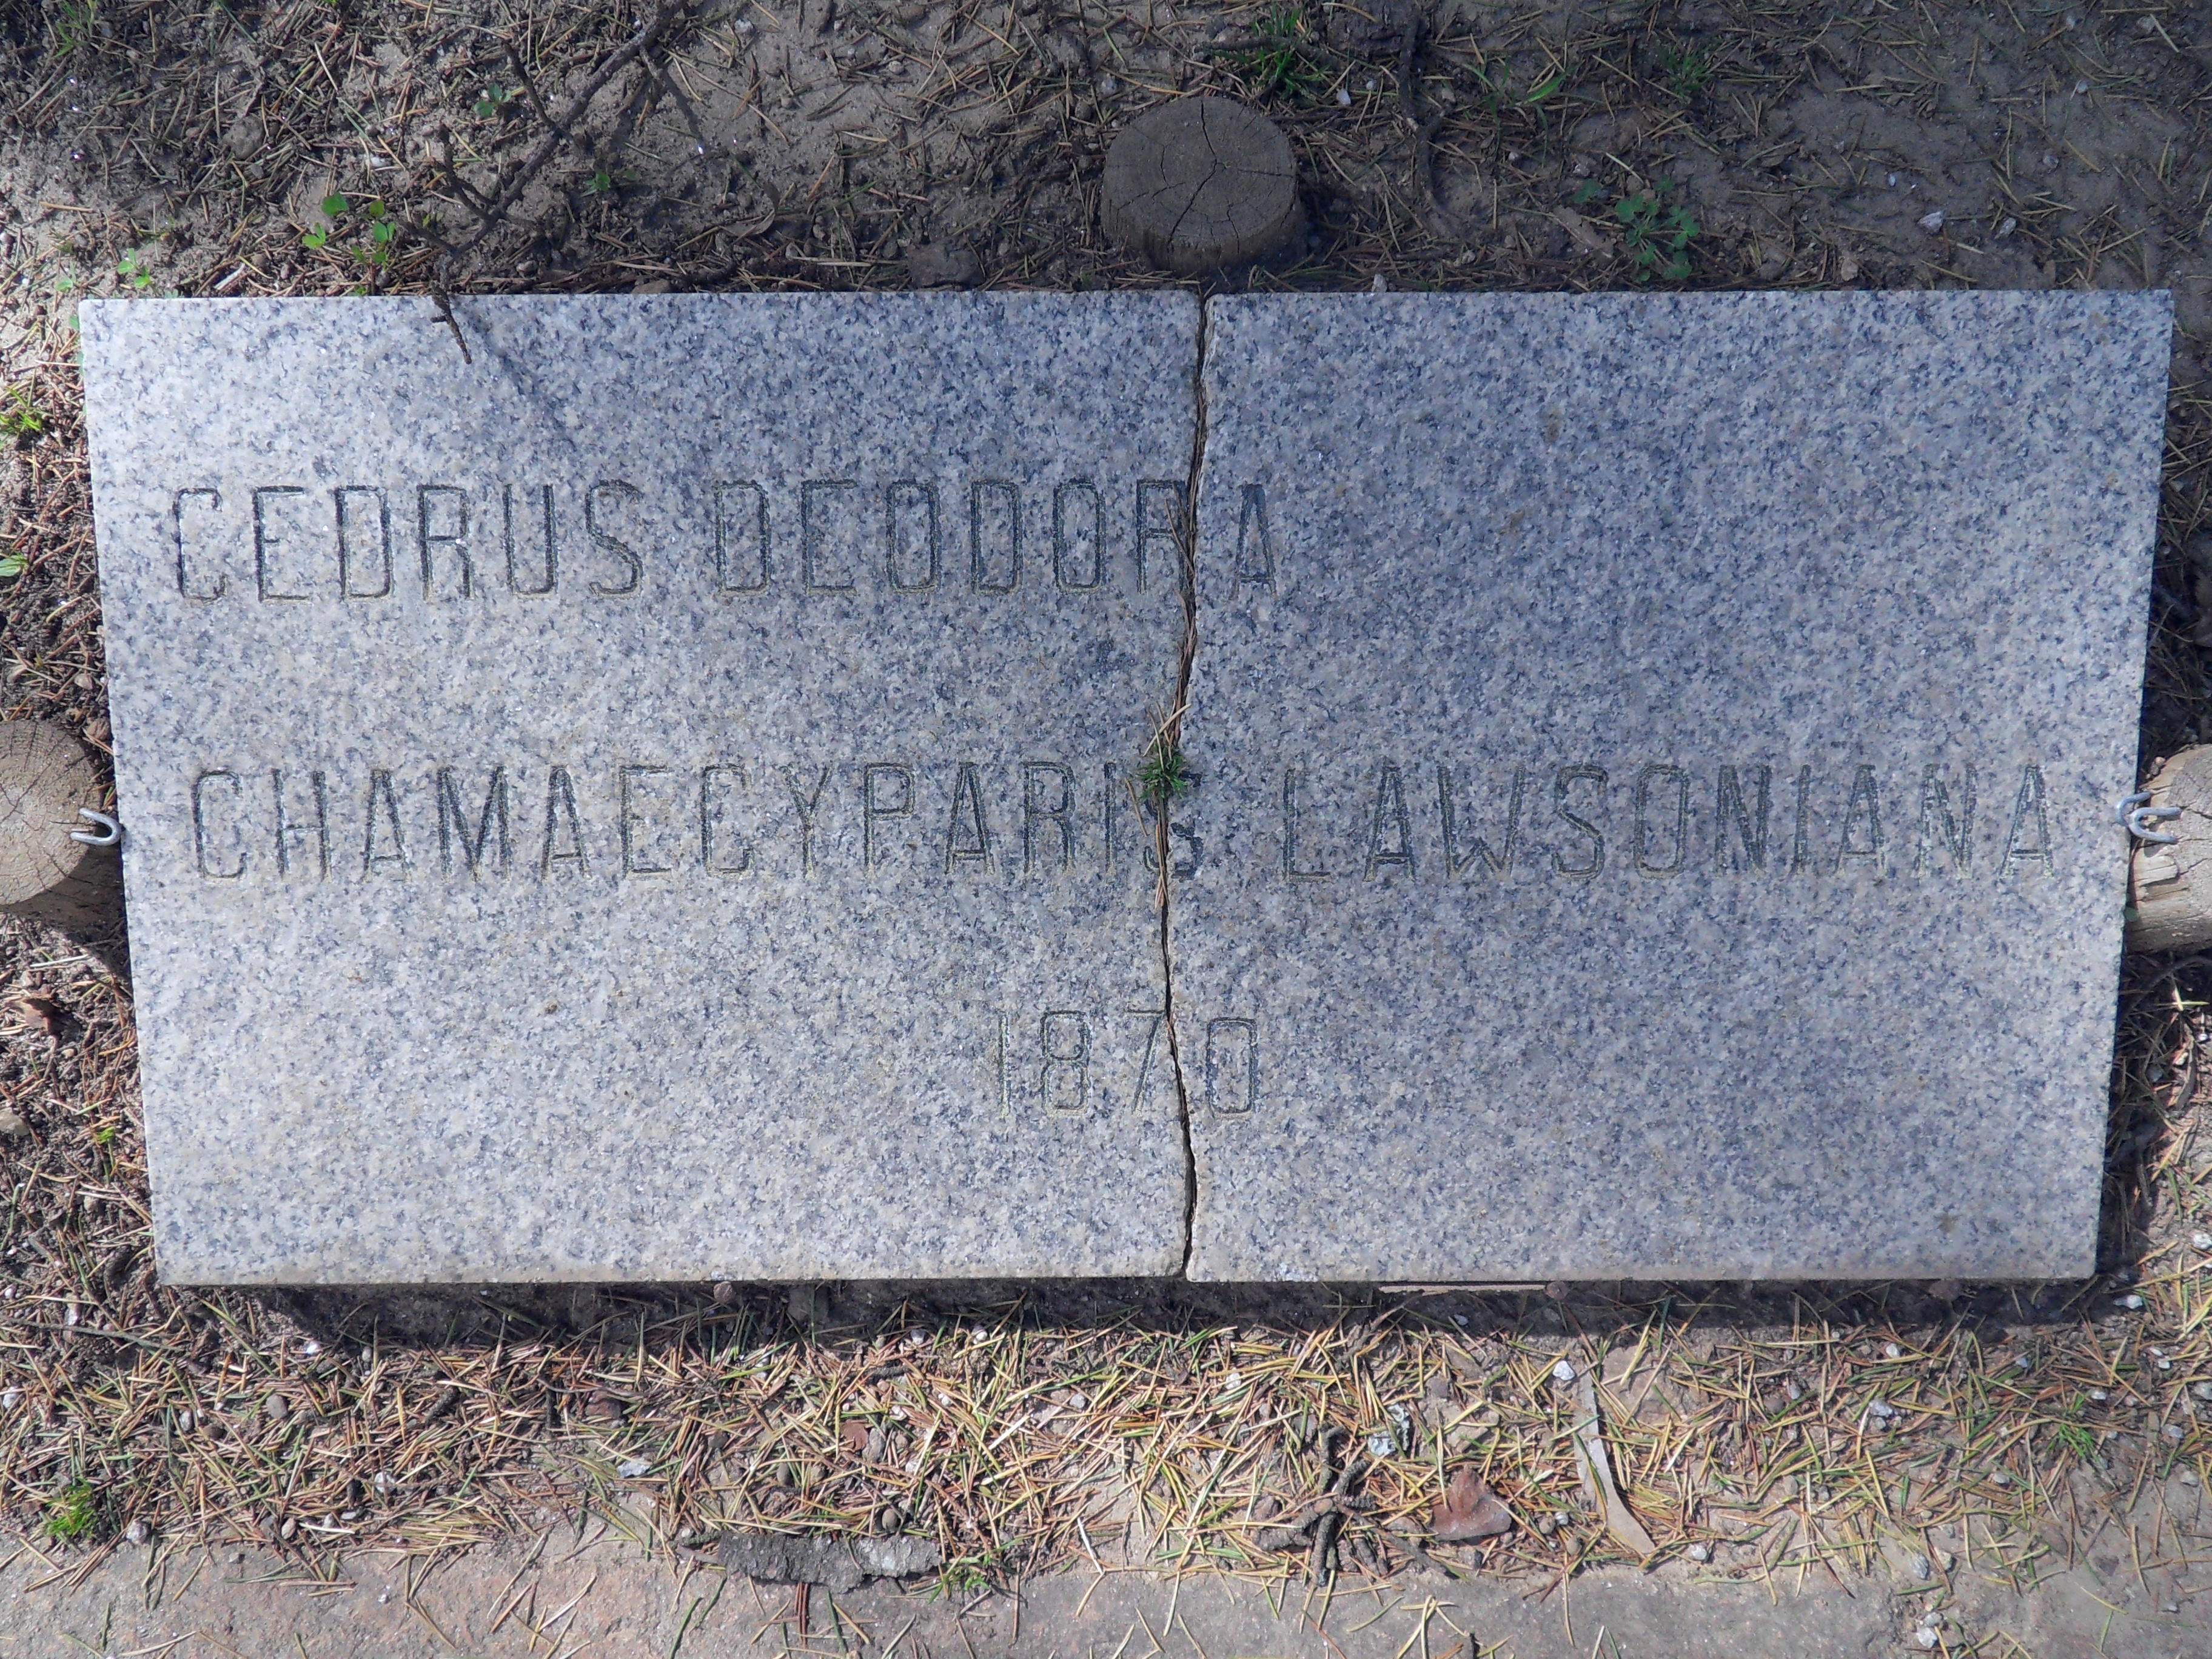 CEDRUS DEODORA
CHAMAECYPARIS LAWSONIANA
1870